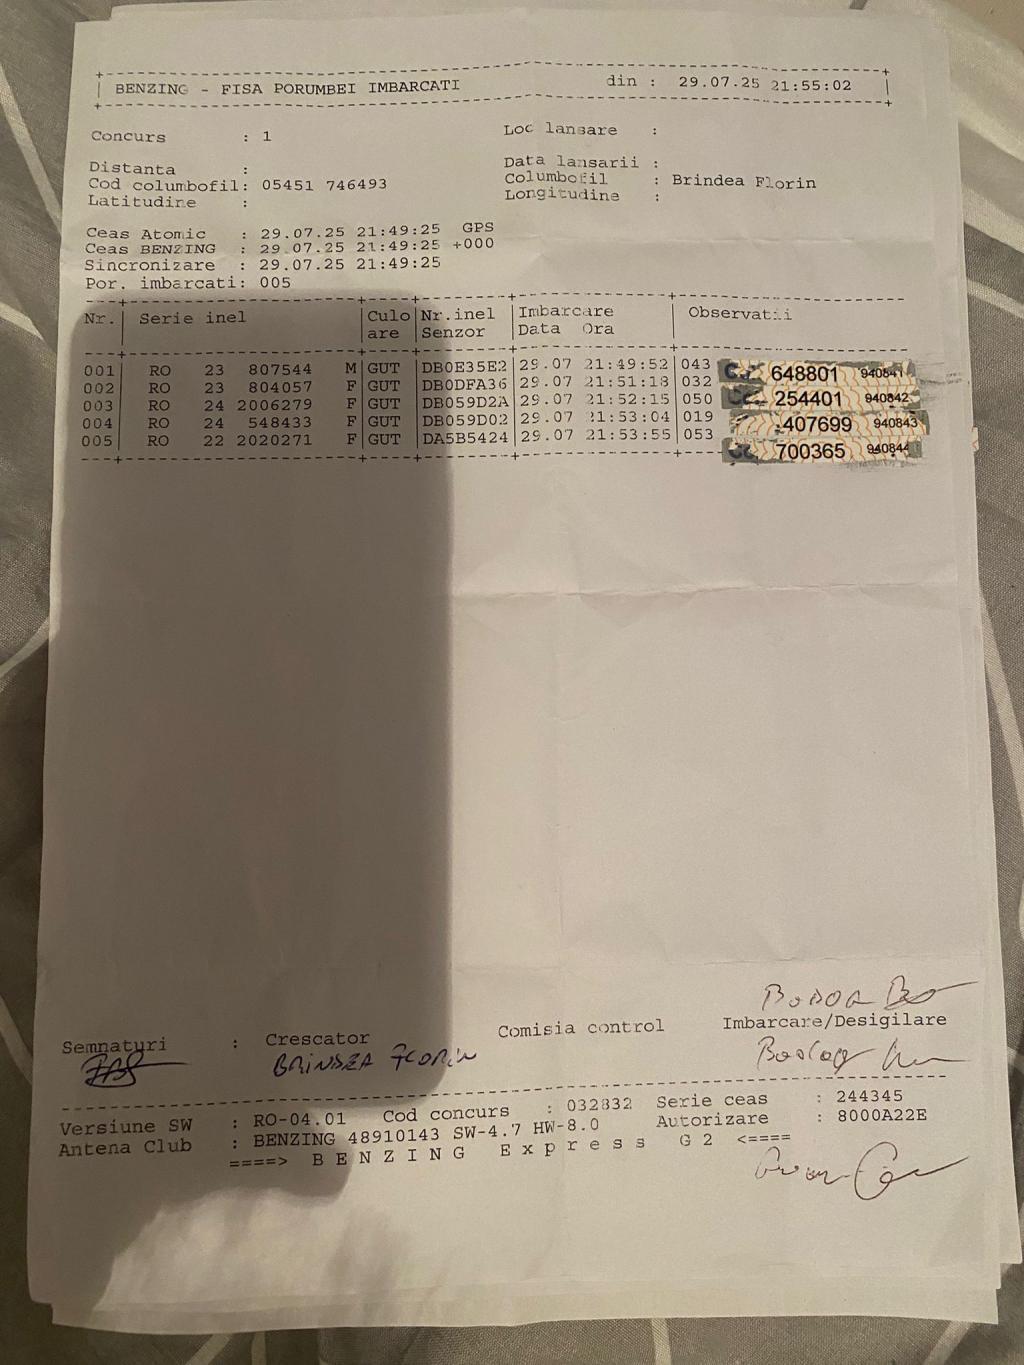 BENZING - FISA PORUMBEI IMBARCATI din : 29.07.25 21:55:02
Concurs : 1 Loc lansare :
Distanta : Data lansarii :
Cod columbofil: 05451 746493 Columbofil : Brindea Florin
Latitudine : Longitudine :
Ceas Atomic : 29.07.25 21:49:25 GPS
Ceas BENZING : 29.07.25 21:49:25 +000
Sincronizare : 29.07.25 21:49:25
Por. imbarcati: 005
Nr. | Serie inel | Culo | Nr.inel | Imbarcare | Observatii
are | Senzor | Data Ora
001 | RO 23 807544 M | GUT | DB0E35E2 | 29.07 21:49:52 | 043 648801 940841
002 | RO 23 804057 F | GUT | DB0DFA36 | 29.07 21:51:18 | 032 254401 940842
003 | RO 24 2006279 F | GUT | DB059D2A | 29.07 21:52:15 | 050 407699 940843
004 | RO 24 548433 F | GUT | DB059D02 | 29.07 21:53:04 | 019 700365 940844
005 | RO 22 2020271 F | GUT | DA5B5424 | 29.07 21:53:55 | 053
Semnaturi : Crescator Comisia control Imbarcare/Desigilare
BRINDEA FLORIN
Versiune SW : RO-04.01 Cod concurs : 032832 Serie ceas : 244345
Antena Club : BENZING 48910143 SW-4.7 HW-8.0 Autorizare : 8000A22E
====> B E N Z I N G E x p r e s s G 2 <====